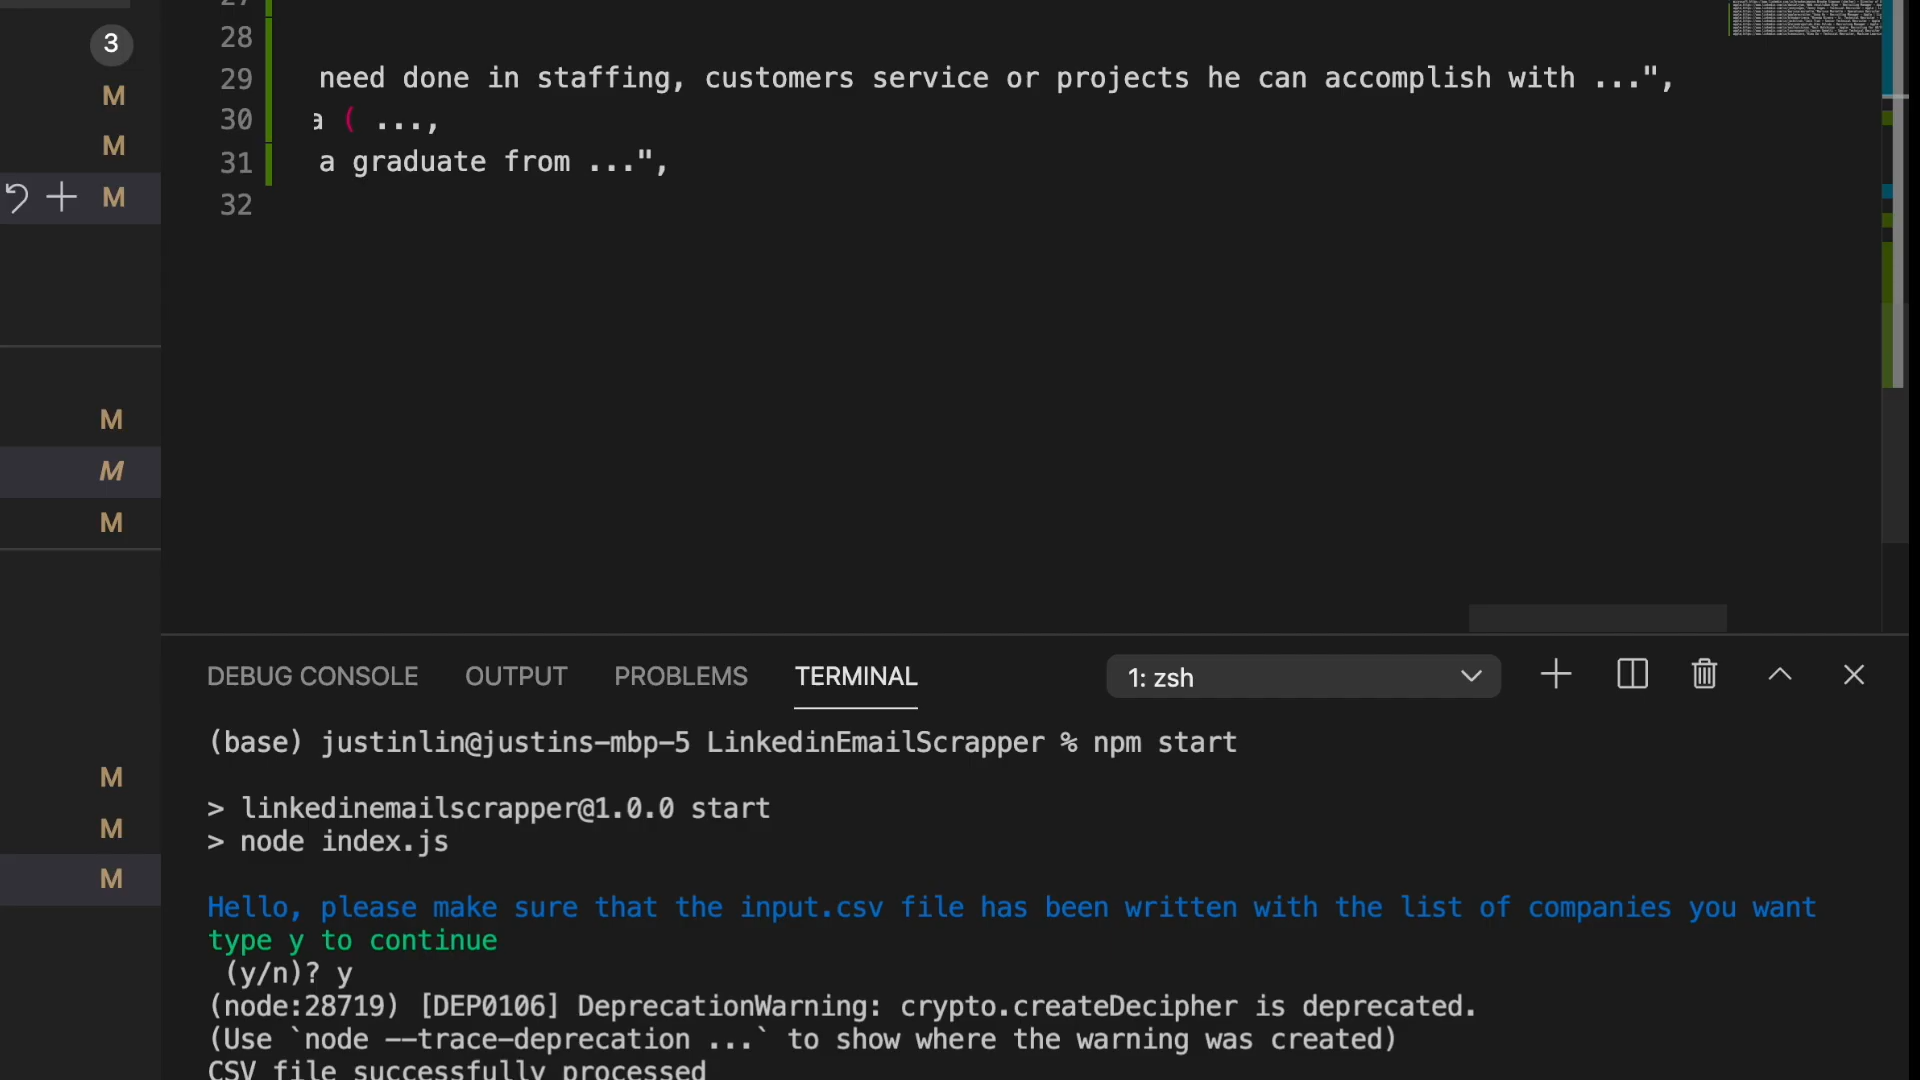 3
M
M
M
M
M
M
M
M
M
28
29 need done in staffing, customers service or projects he can accomplish with ...",
30 a ( ...,
31 a graduate from ...",
32
DEBUG CONSOLE OUTPUT PROBLEMS TERMINAL 1: zsh
(base) justinlin@justins-mbp-5 LinkedinEmailScrapper % npm start
> linkedinemailscrapper@1.0.0 start
> node index.js
Hello, please make sure that the input.csv file has been written with the list of companies you want
type y to continue
(y/n)? y
(node:28719) [DEP0106] DeprecationWarning: crypto.createDecipher is deprecated.
(Use `node --trace-deprecation ...` to show where the warning was created)
CSV file successfully processed